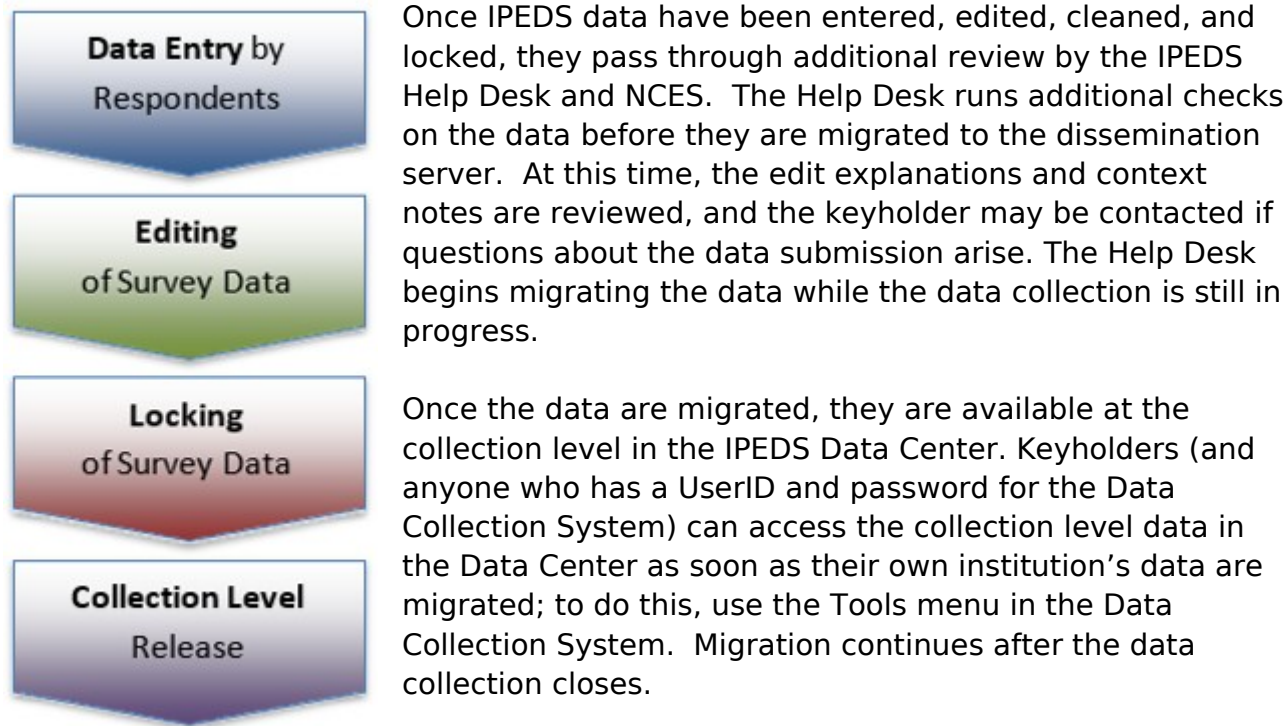 Data Entry by
Respondents
Editing
of Survey Data
Locking
of Survey Data
Collection Level
Release
Once IPEDS data have been entered, edited, cleaned, and
locked, they pass through additional review by the IPEDS
Help Desk and NCES.  The Help Desk runs additional checks
on the data before they are migrated to the dissemination
server.  At this time, the edit explanations and context
notes are reviewed, and the keyholder may be contacted if
questions about the data submission arise. The Help Desk
begins migrating the data while the data collection is still in
progress.
Once the data are migrated, they are available at the
collection level in the IPEDS Data Center. Keyholders (and
anyone who has a UserID and password for the Data
Collection System) can access the collection level data in
the Data Center as soon as their own institution’s data are
migrated; to do this, use the Tools menu in the Data
Collection System.  Migration continues after the data
collection closes.